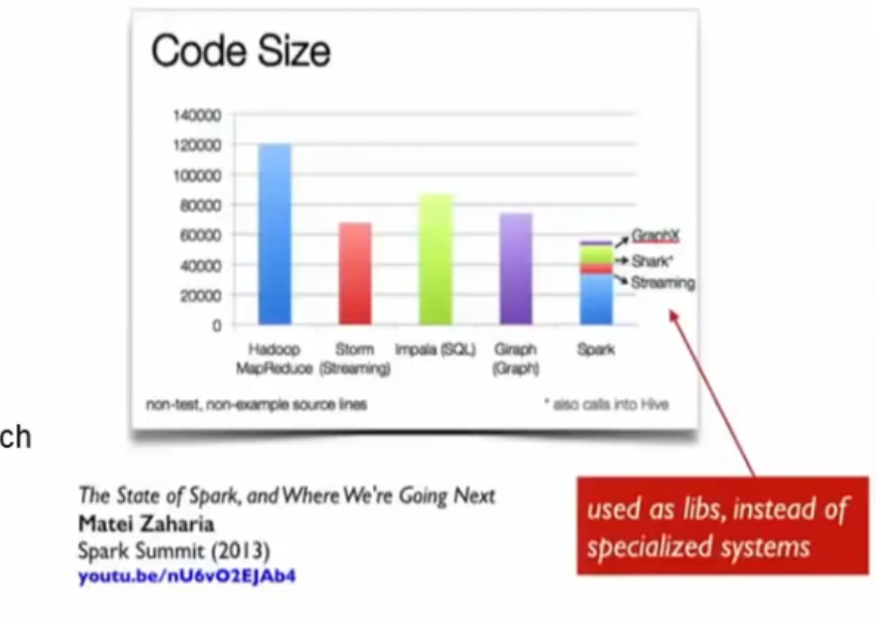 Code Size
140000
120000
100000
80000
60000
40000
20000
0
GraphX
Shark*
Streaming
Hadoop MapReduce
Storm (Streaming)
Impala (SQL)
Giraph (Graph)
Spark
non-test, non-example source lines
* also calls into Hive
ch
The State of Spark, and Where We're Going Next
Matei Zaharia
Spark Summit (2013)
youtu.be/nU6vO2EJAb4
used as libs, instead of
specialized systems